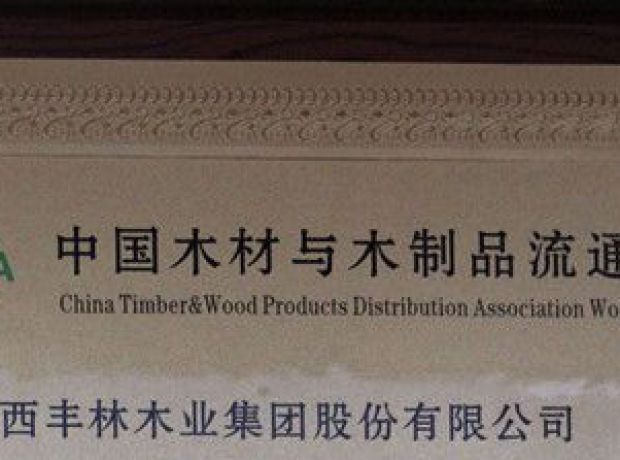 A
中国木材与木制品流通
China Timber&Wood Products Distribution Association Wo
西丰林木业集团股份有限公司